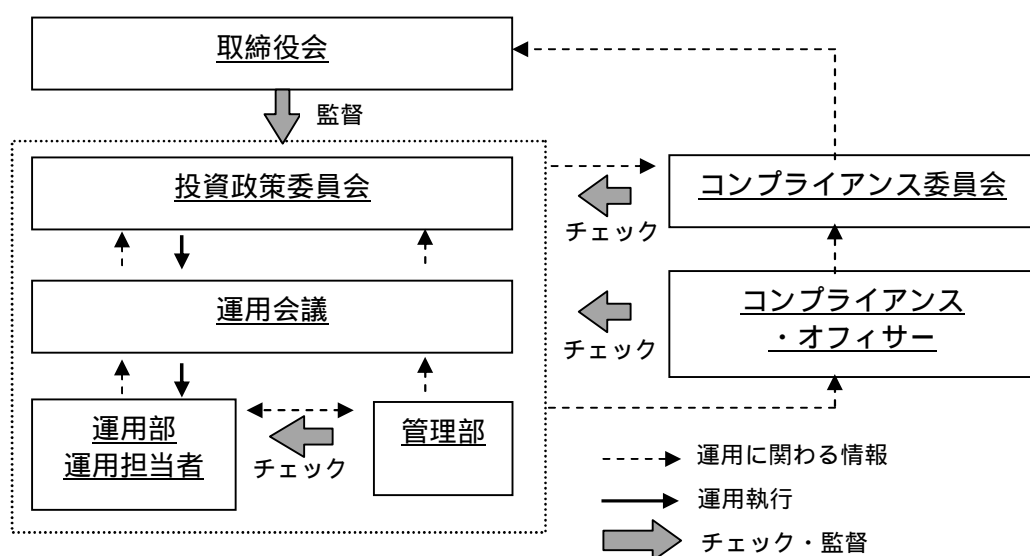 取締役会
監督
投資政策委員会
コンプライアンス委員会
チェック
運用会議
コンプライアンス
・オフィサー
チェック
運用部
運用担当者
チェック
管理部
運用に関わる情報
運用執行
チェック・監督